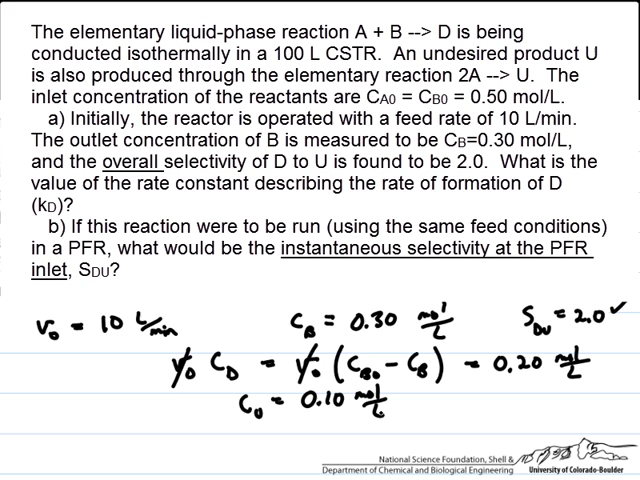 The elementary liquid-phase reaction A + B --> D is being
conducted isothermally in a 100 L CSTR. An undesired product U
is also produced through the elementary reaction 2A --> U. The
inlet concentration of the reactants are CA0 = CB0 = 0.50 mol/L.
a) Initially, the reactor is operated with a feed rate of 10 L/min.
The outlet concentration of B is measured to be CB=0.30 mol/L,
and the overall selectivity of D to U is found to be 2.0. What is the
value of the rate constant describing the rate of formation of D
(kD)?
b) If this reaction were to be run (using the same feed conditions)
in a PFR, what would be the instantaneous selectivity at the PFR
inlet, SDU?
V0 = 10 L/min CB = 0.30 mol/L SDU = 2.0 ✓
V0 CD = V0 (CB0 - CB) = 0.20 mol/L
CU = 0.10 mol/L
National Science Foundation, Shell &
Department of Chemical and Biological Engineering University of Colorado-Boulder